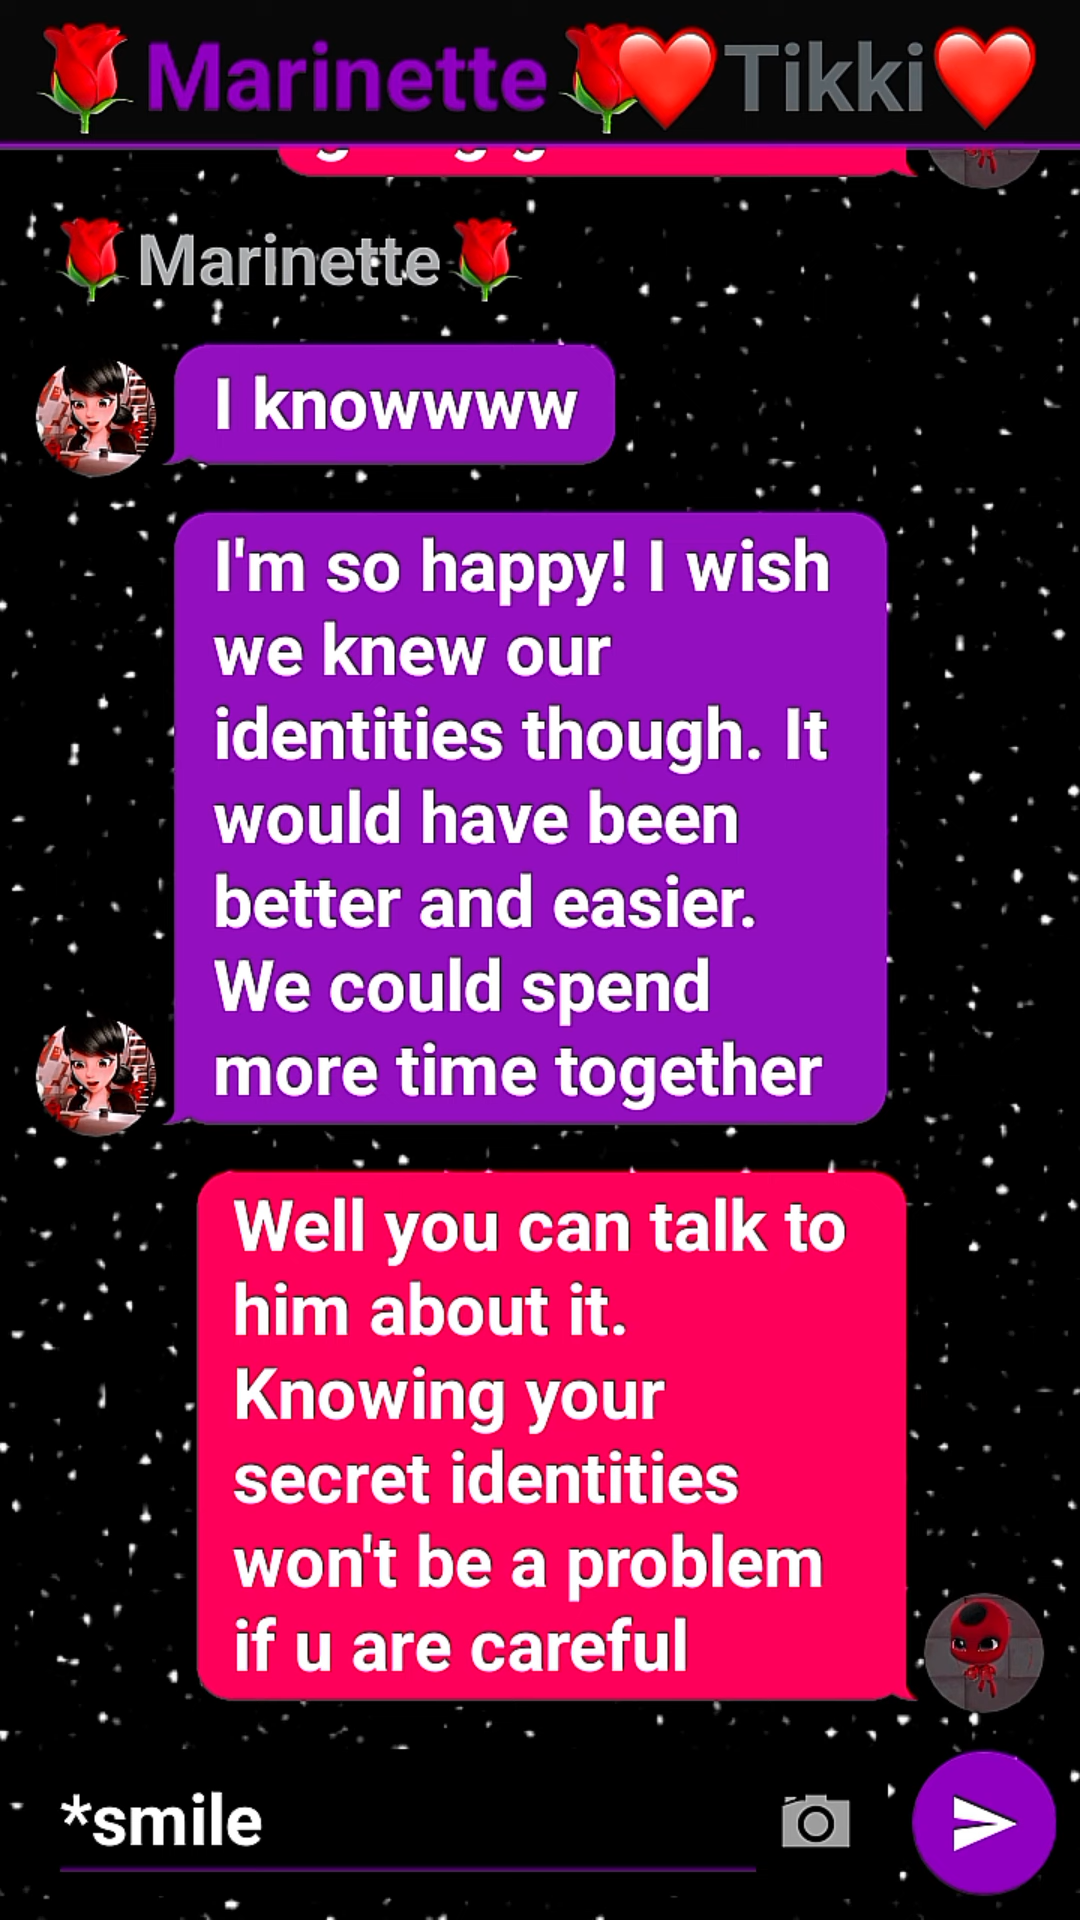 🌹Marinette🌹❤️Tikki❤️
🌹Marinette🌹
I knowwww
I'm so happy! I wish
we knew our
identities though. It
would have been
better and easier.
We could spend
more time together
Well you can talk to
him about it.
Knowing your
secret identities
won't be a problem
if u are careful
*smile